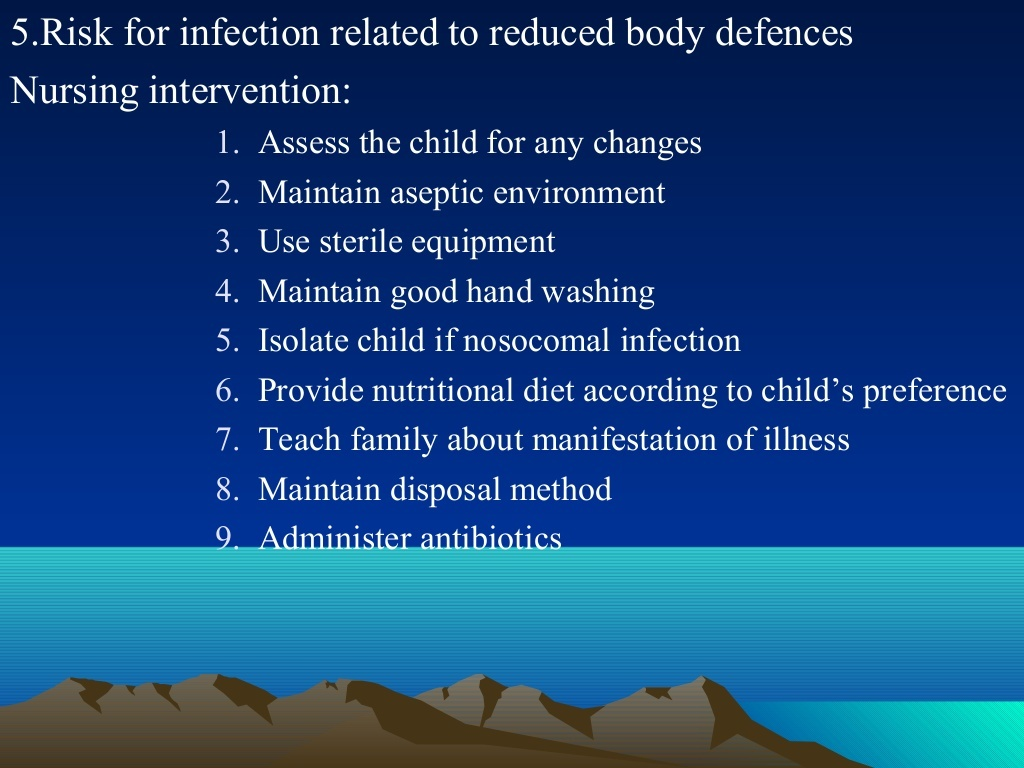 5.Risk for infection related to reduced body defences
Nursing intervention:
1. Assess the child for any changes
2. Maintain aseptic environment
3. Use sterile equipment
4. Maintain good hand washing
5. Isolate child if nosocomal infection
6. Provide nutritional diet according to child’s preference
7. Teach family about manifestation of illness
8. Maintain disposal method
9. Administer antibiotics